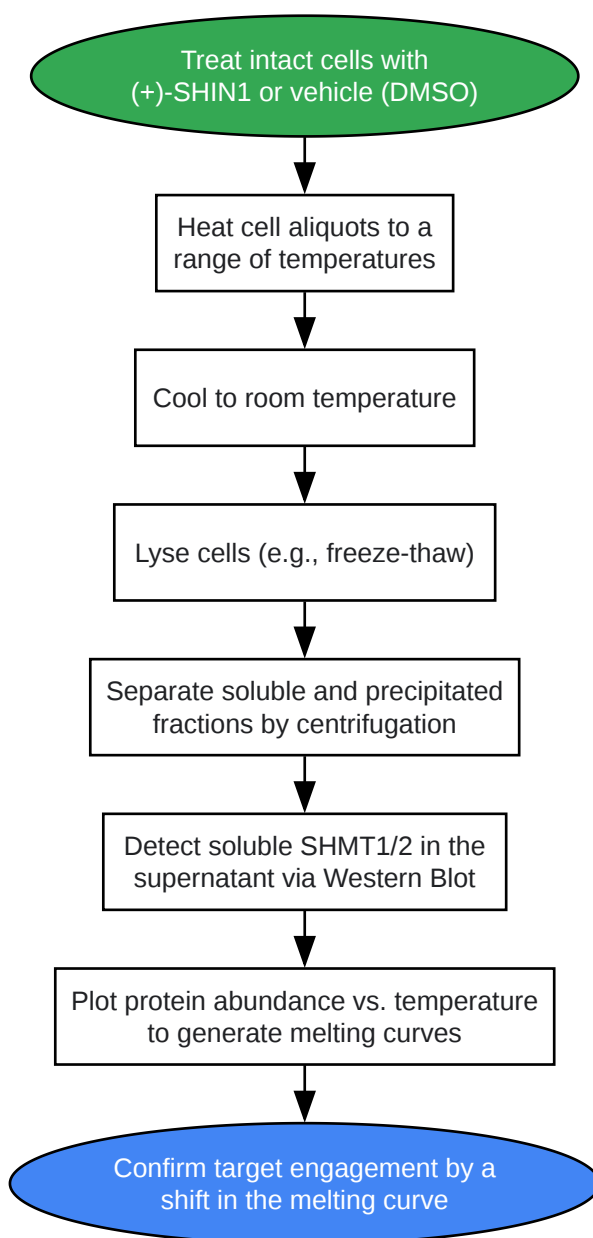 Treat intact cells with
(+)-SHIN1 or vehicle (DMSO)
Heat cell aliquots to a
range of temperatures
Cool to room temperature
Lyse cells (e.g., freeze-thaw)
Separate soluble and precipitated
fractions by centrifugation
Detect soluble SHMT1/2 in the
supernatant via Western Blot
Plot protein abundance vs. temperature
to generate melting curves
Confirm target engagement by a
shift in the melting curve